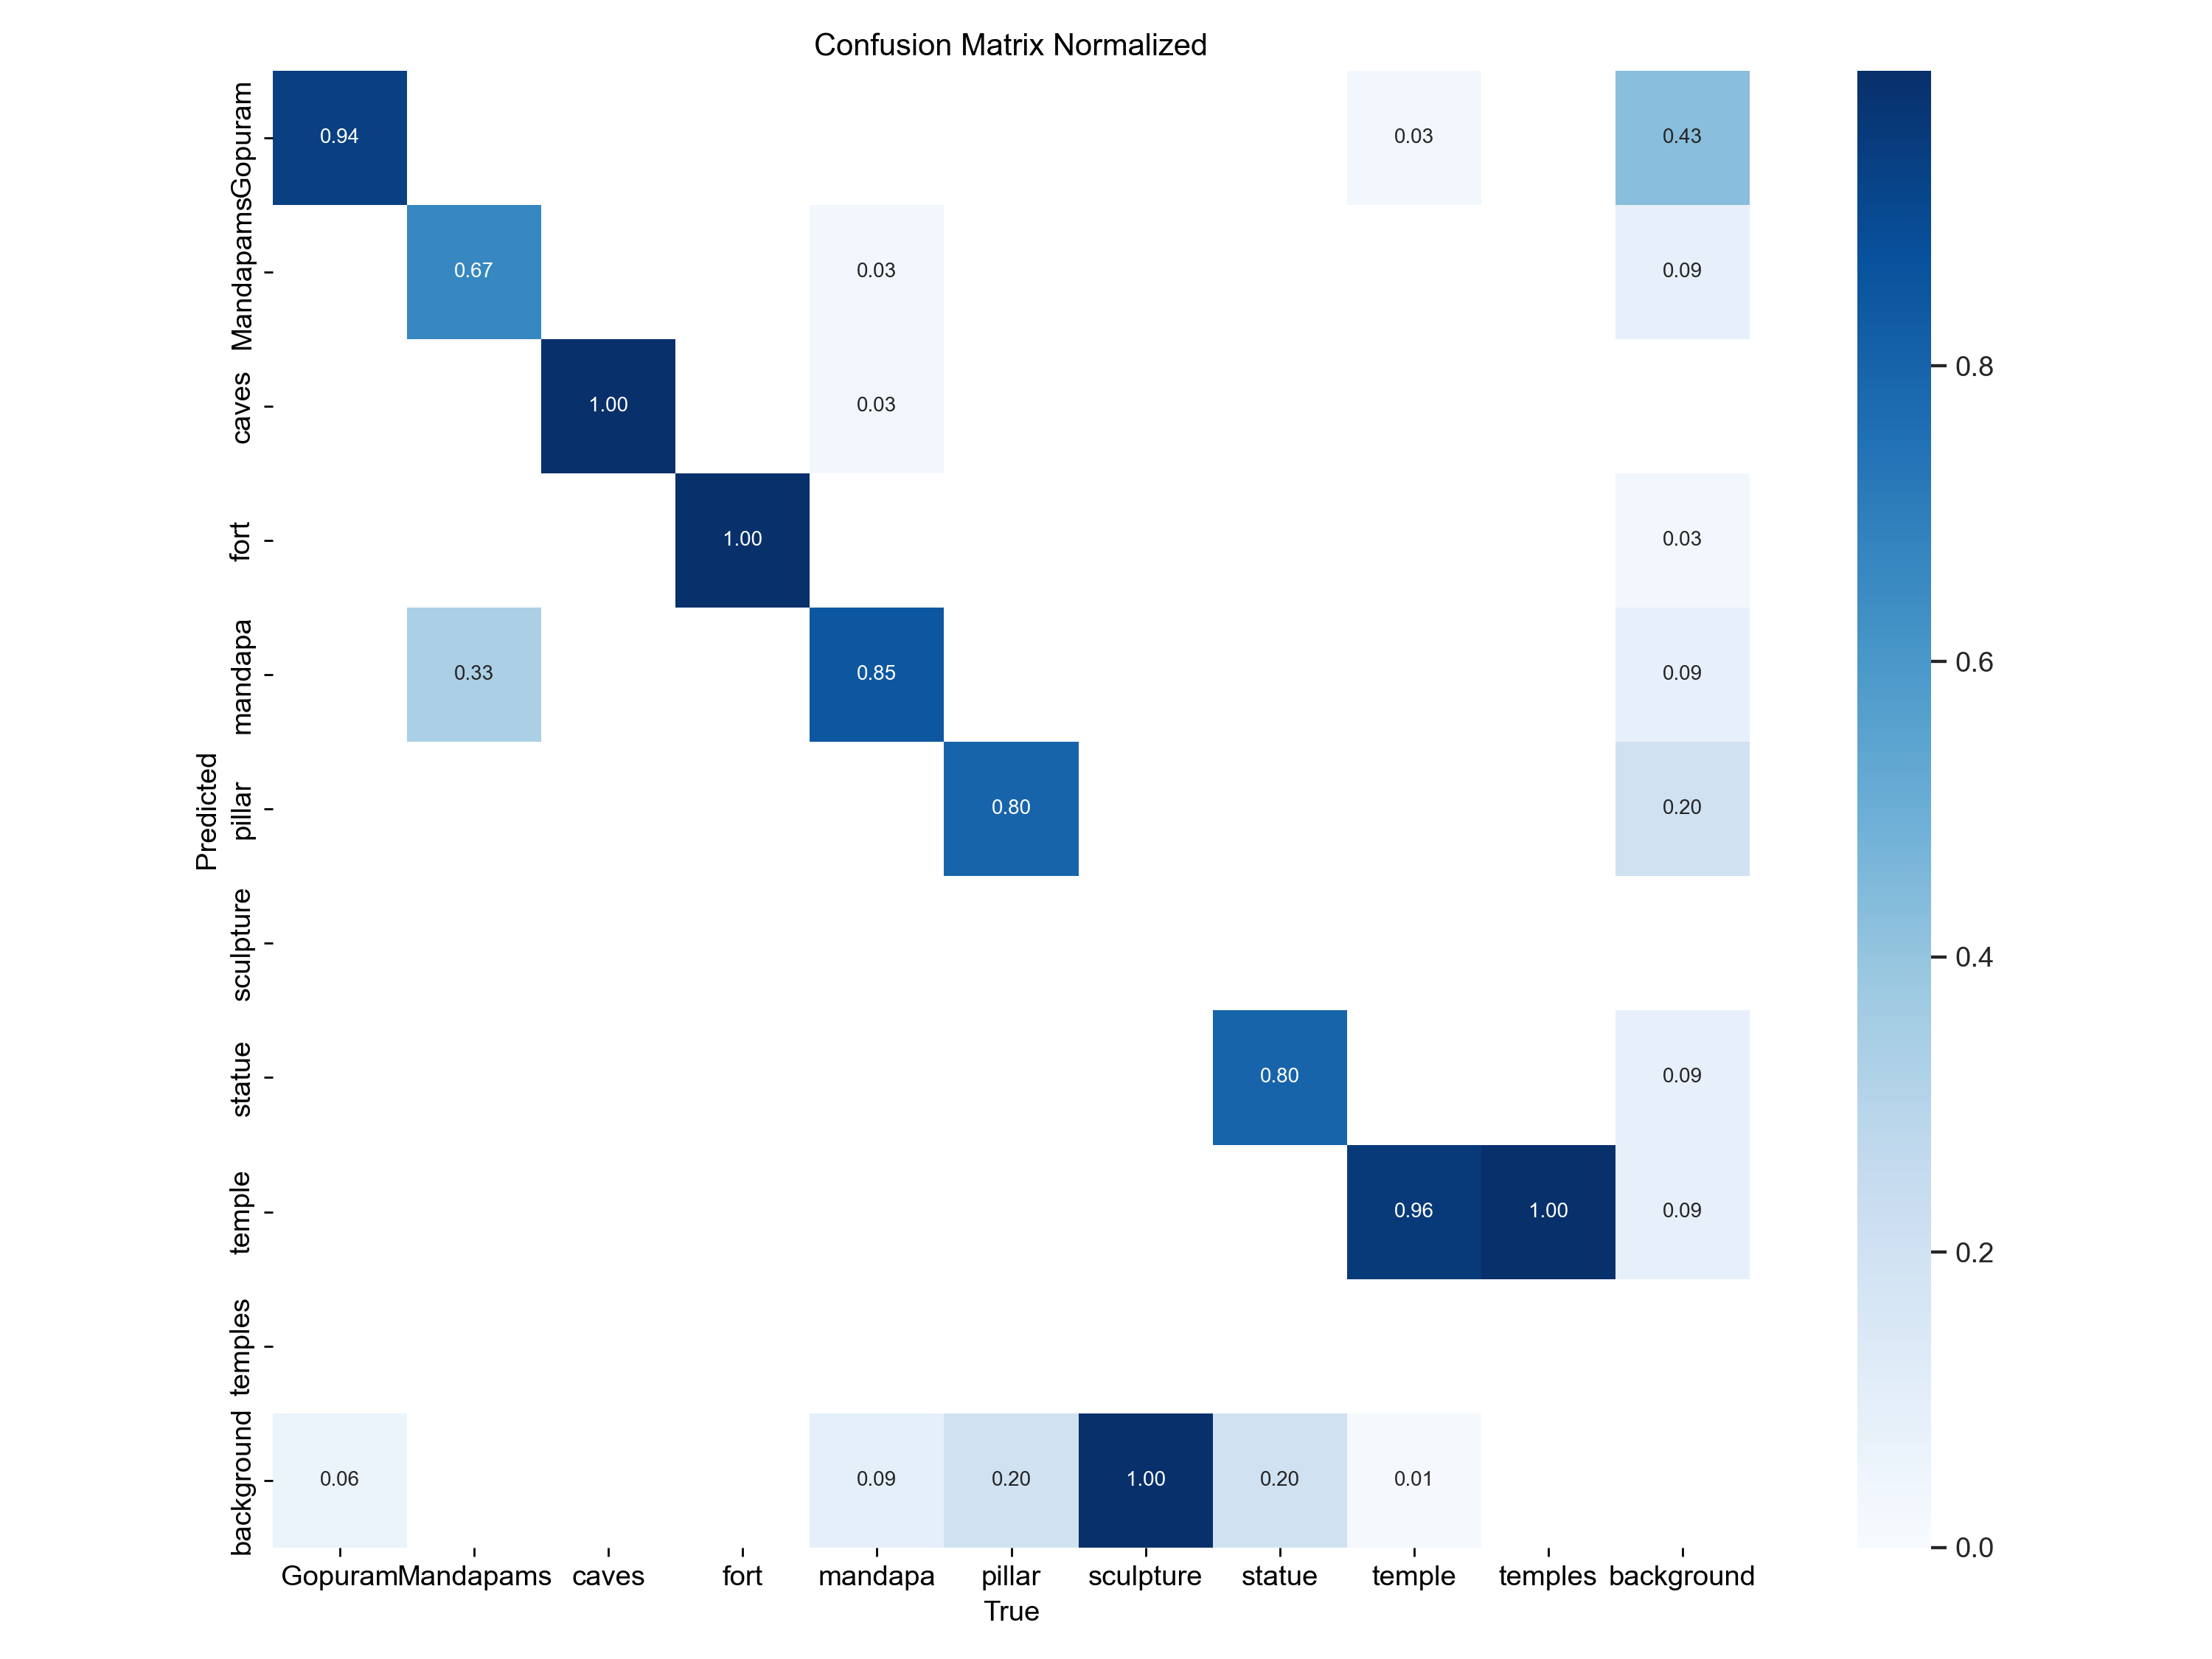 Confusion Matrix Normalized
Gopuram
0.94
0.03
0.43
Mandapams
0.67
0.03
0.09
caves
1.00
0.03
fort
1.00
0.03
mandapa
0.33
0.85
0.09
pillar
0.80
0.20
sculpture
statue
0.80
0.09
temple
0.96
1.00
0.09
temples
background
0.06
0.09
0.20
1.00
0.20
0.01
Predicted
Gopuram Mandapams caves fort mandapa pillar sculpture statue temple temples background
True
0.8
0.6
0.4
0.2
0.0